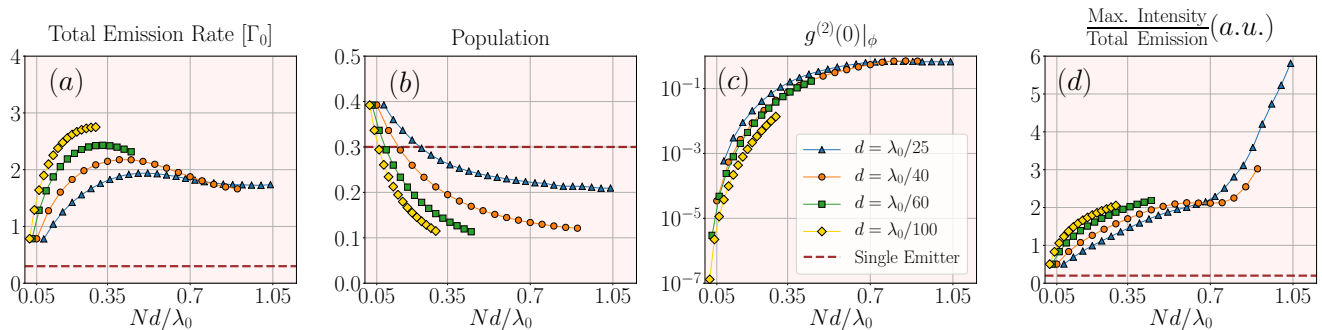 Total Emission Rate [Γ₀]
(a)
4
3
2
1
0
0.05 0.35 0.7 1.05
Nd/λ₀
Population
(b)
0.5
0.4
0.3
0.2
0.1
0.0
0.05 0.35 0.7 1.05
Nd/λ₀
g⁽²⁾(0)|_ϕ
(c)
10⁻¹
10⁻³
10⁻⁵
10⁻⁷
d = λ₀/25
d = λ₀/40
d = λ₀/60
d = λ₀/100
Single Emitter
0.05 0.35 0.7 1.05
Nd/λ₀
Max. Intensity
Total Emission (a.u.)
(d)
6
5
4
3
2
1
0
0.05 0.35 0.7 1.05
Nd/λ₀